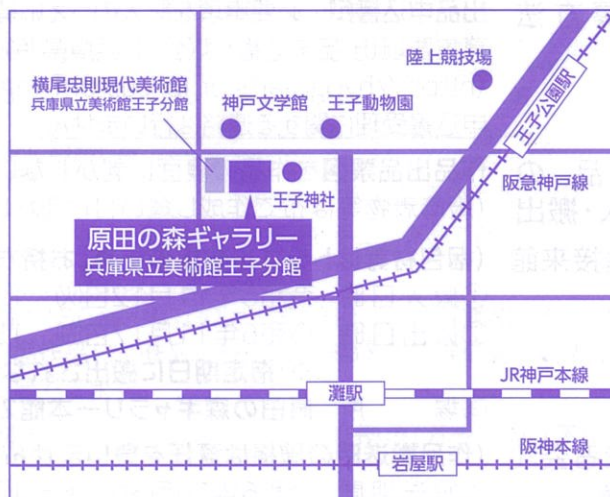 陸上競技場
横尾忠則現代美術館
兵庫県立美術館王子分館
神戸文学館
王子動物園
王子公園駅
阪急神戸線
王子神社
原田の森ギャラリー
兵庫県立美術館王子分館
灘駅
JR神戸本線
岩屋駅
阪神本線